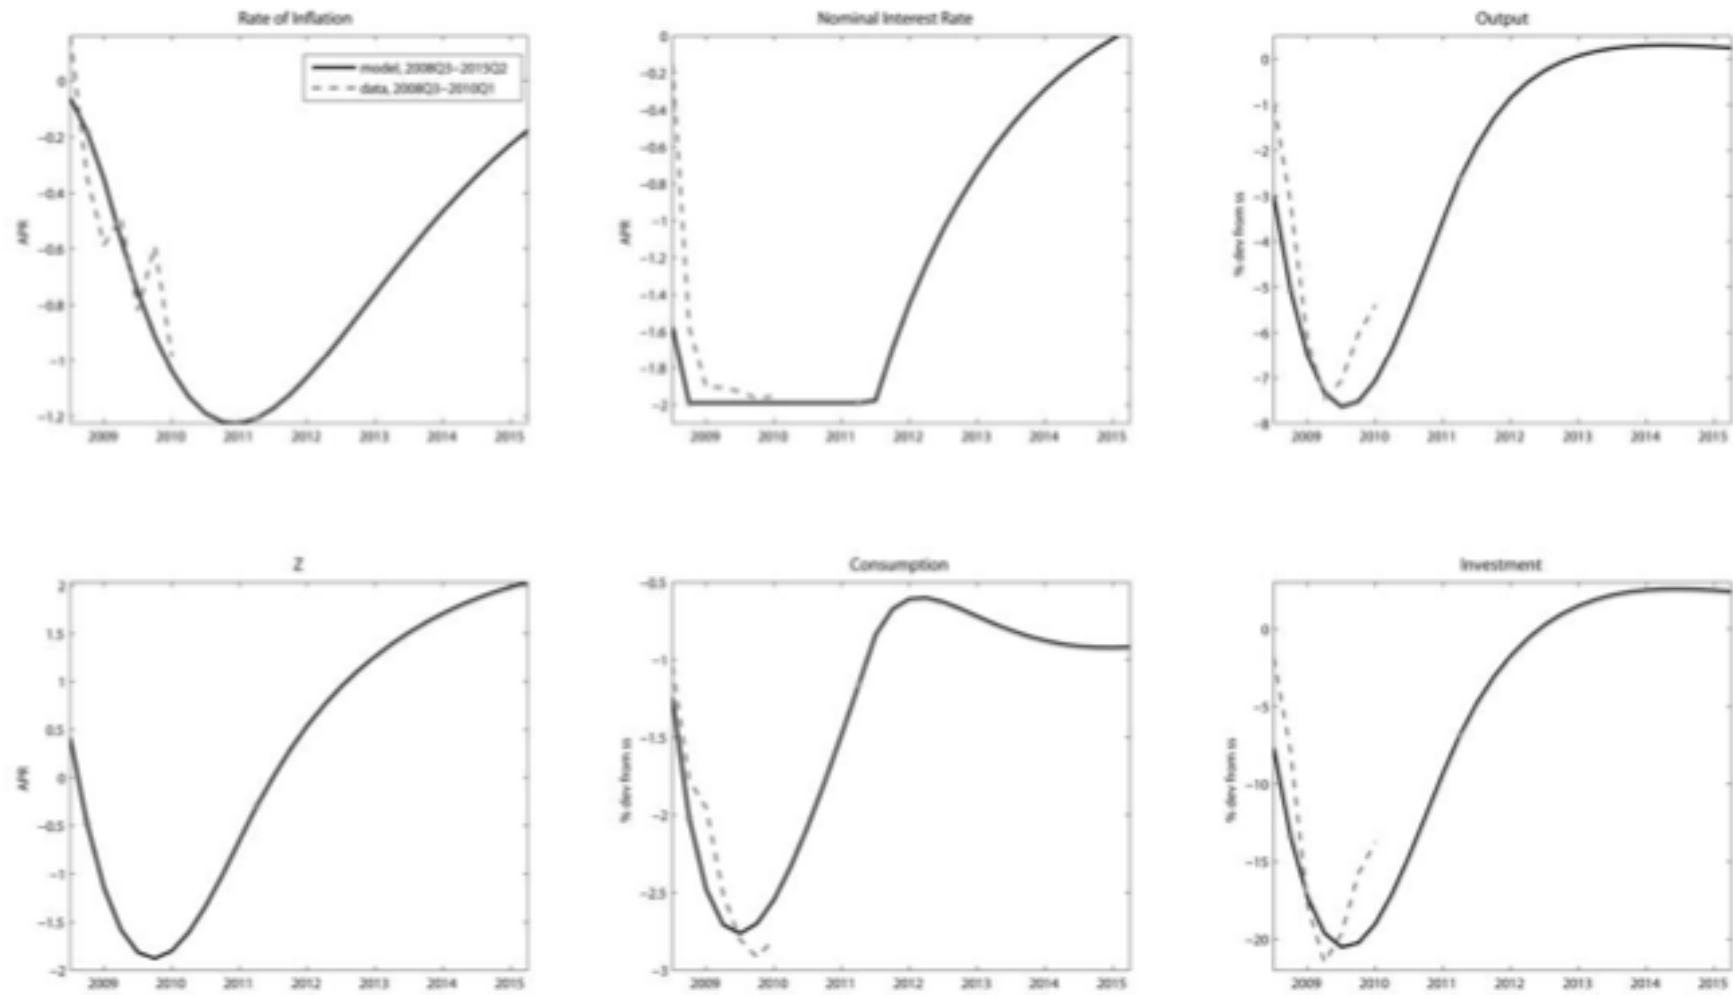 Rate of Inflation
0
-0.2
-0.4
-0.6
-0.8
-1
-1.2
APR
model, 2008Q3-2015Q2
data, 2008Q3-2010Q1
2009 2010 2011 2012 2013 2014 2015
Nominal Interest Rate
0
-0.2
-0.4
-0.6
-0.8
-1
-1.2
-1.4
-1.6
-1.8
-2
APR
2009 2010 2011 2012 2013 2014 2015
Output
0
-1
-2
-3
-4
-5
-6
-7
-8
% dev from ss
2009 2010 2011 2012 2013 2014 2015
Z
2
1.5
1
0.5
0
-0.5
-1
-1.5
-2
APR
2009 2010 2011 2012 2013 2014 2015
Consumption
-0.5
-1
-1.5
-2
-2.5
-3
% dev from ss
2009 2010 2011 2012 2013 2014 2015
Investment
0
-5
-10
-15
-20
% dev from ss
2009 2010 2011 2012 2013 2014 2015